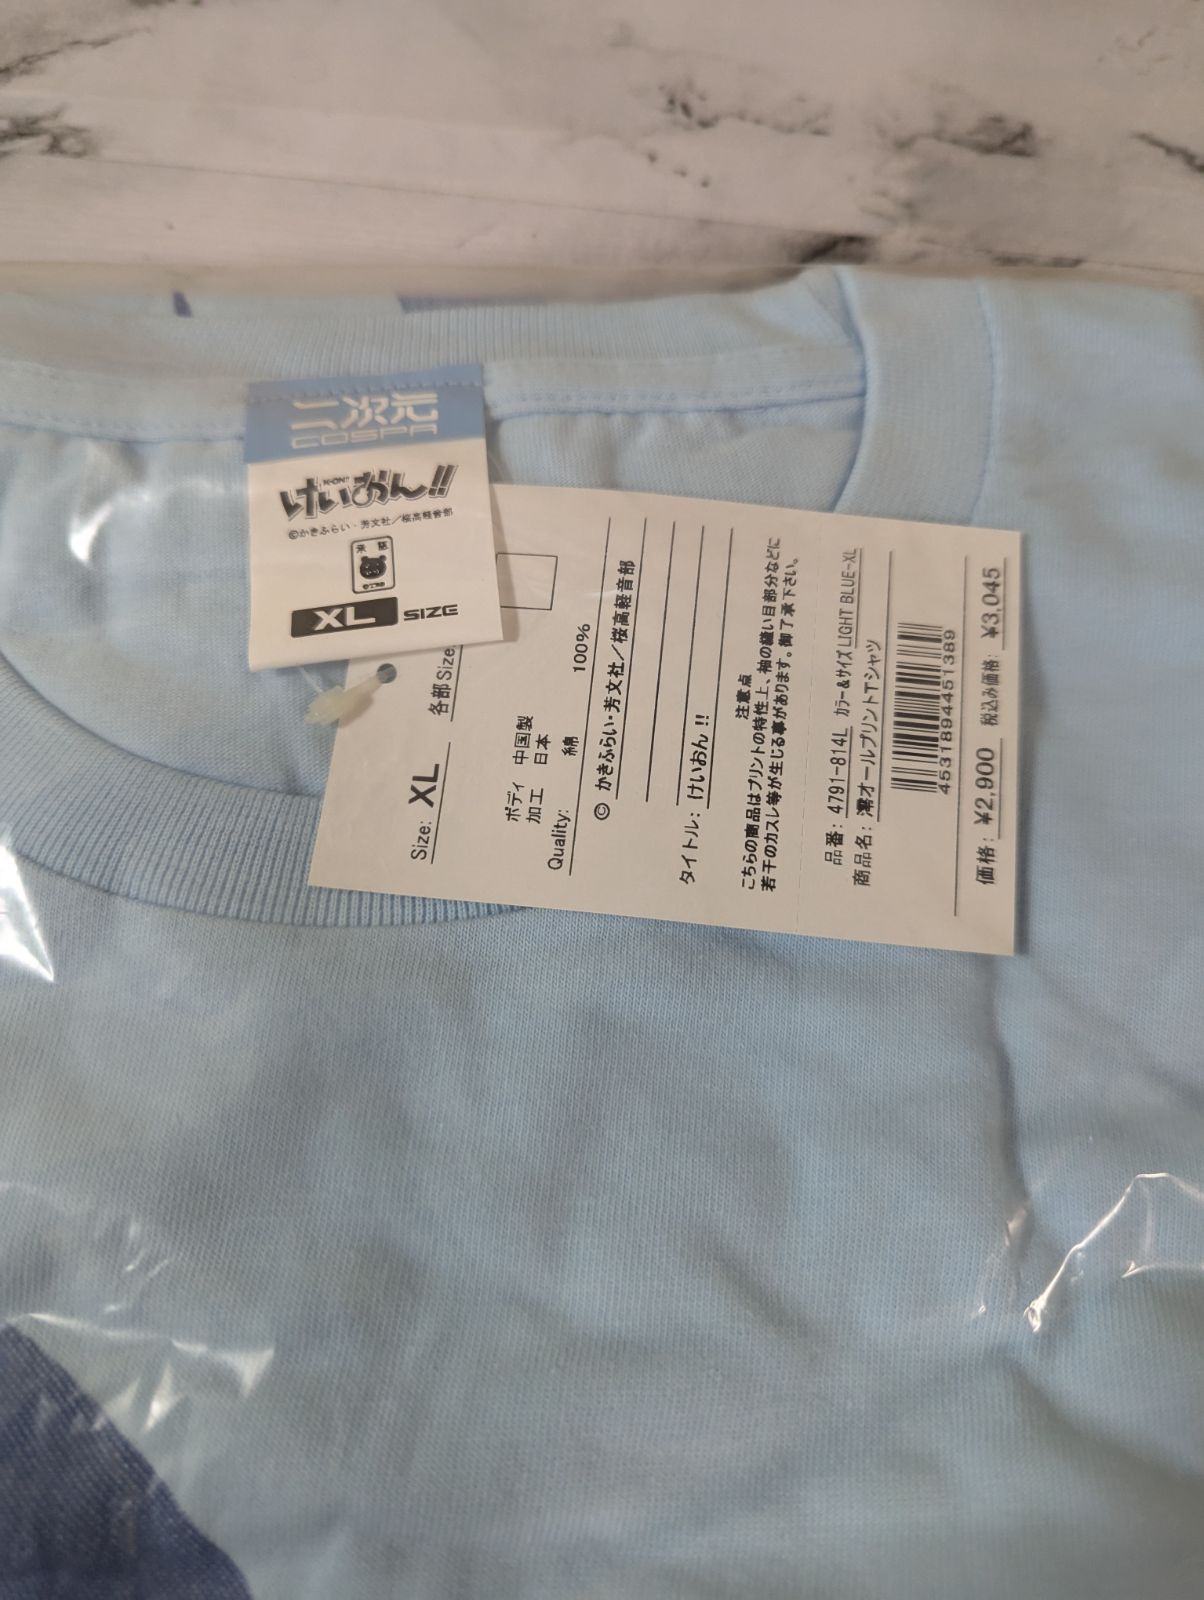 二次元
COSPA
K-ON!!
けいおん!!
©かきふらい・芳文社／桜高軽音部
承認
XL SIZE
Size: XL 各部Size
ボディ 中国製
加工 日本
Quality: 綿 100%
© かきふらい・芳文社／桜高軽音部
タイトル: けいおん!!
注意点
こちらの商品はプリントの特性上、袖の縫い目部分などに
若干のカスレ等が生じる事があります。御了承下さい。
品番: 4791-814L カラー&サイズ LIGHT BLUE-XL
商品名: 澪オールプリントTシャツ
4531894451389
価格: ¥2,900 税込み価格: ¥3,045